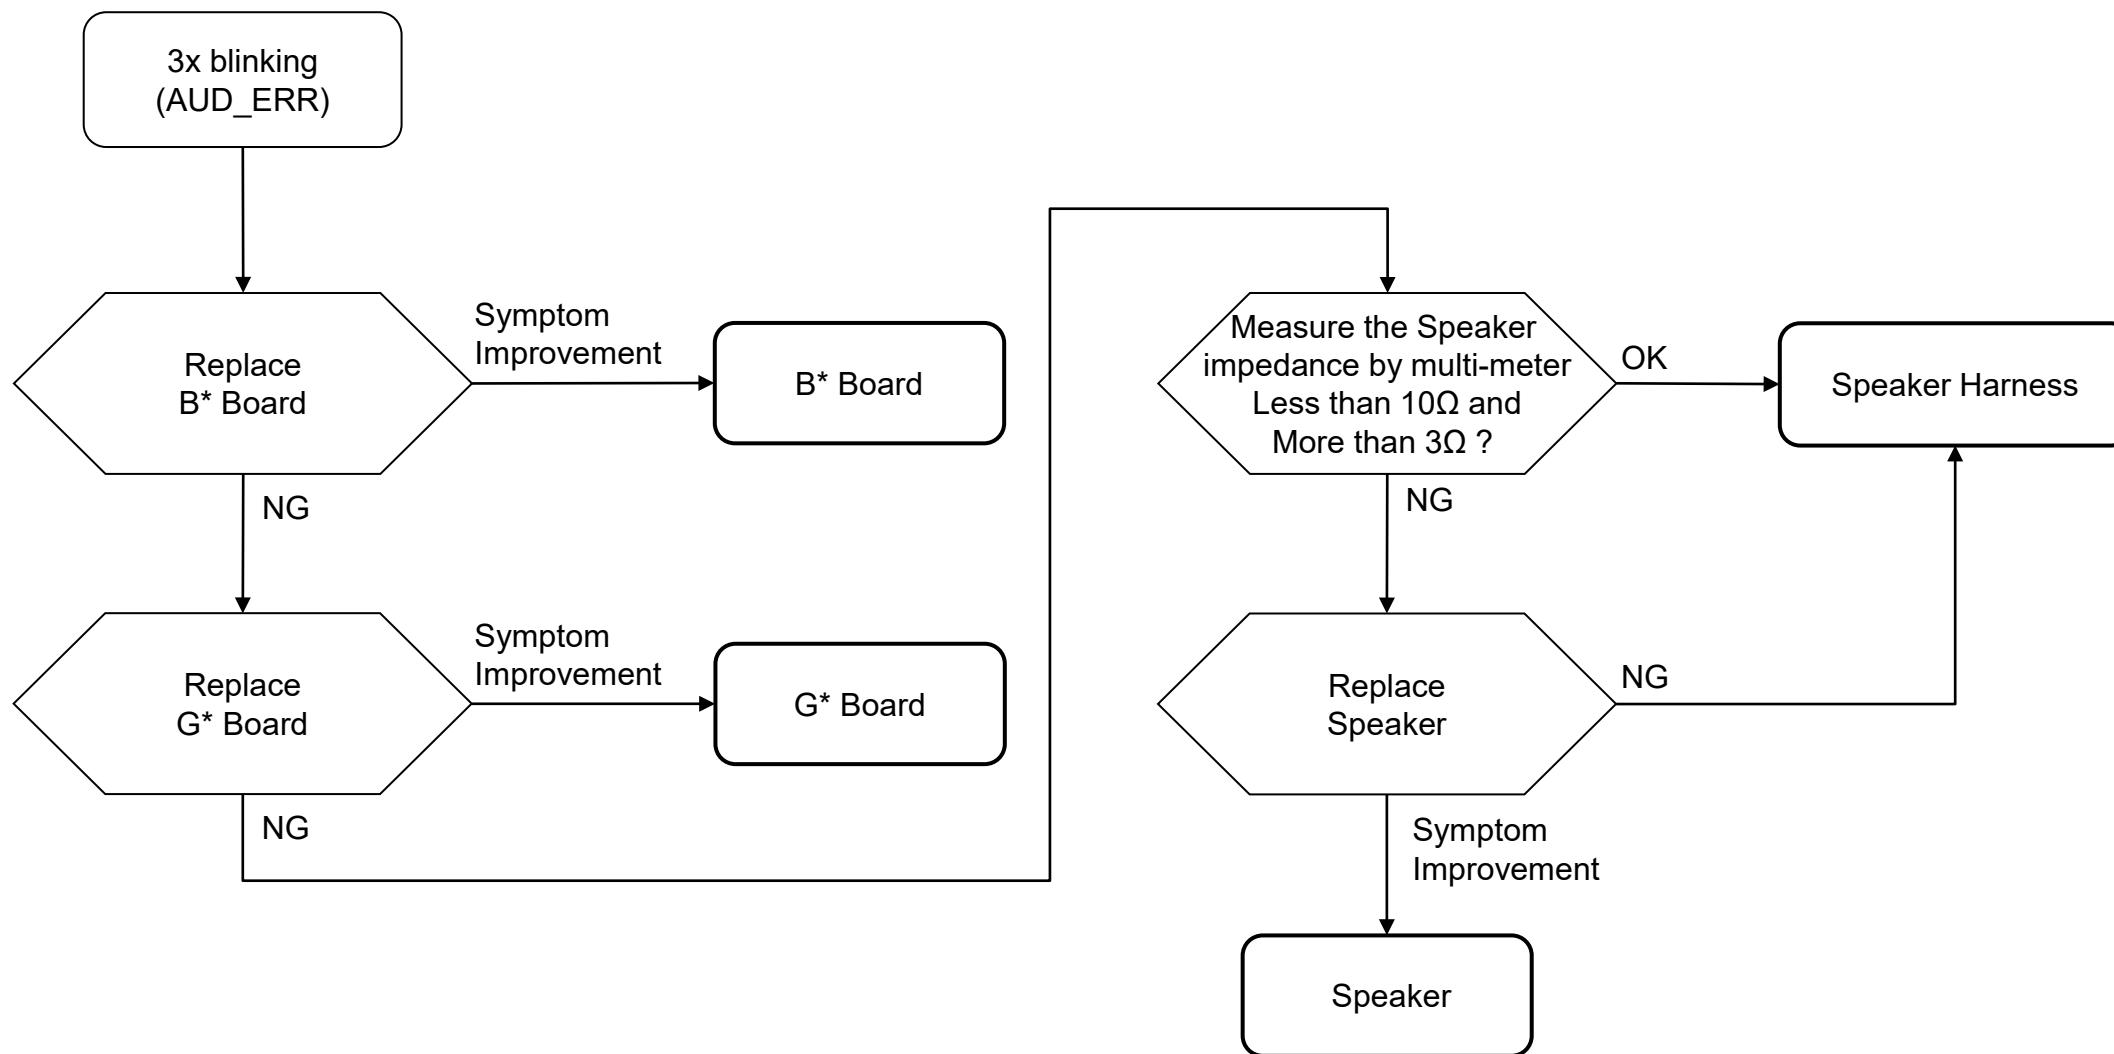 3x blinking
(AUD_ERR)
Replace
B* Board
Symptom
Improvement
B* Board
NG
Replace
G* Board
Symptom
Improvement
G* Board
NG
Measure the Speaker
impedance by multi-meter
Less than 10Ω and
More than 3Ω ?
OK
Speaker Harness
NG
Replace
Speaker
NG
Symptom
Improvement
Speaker